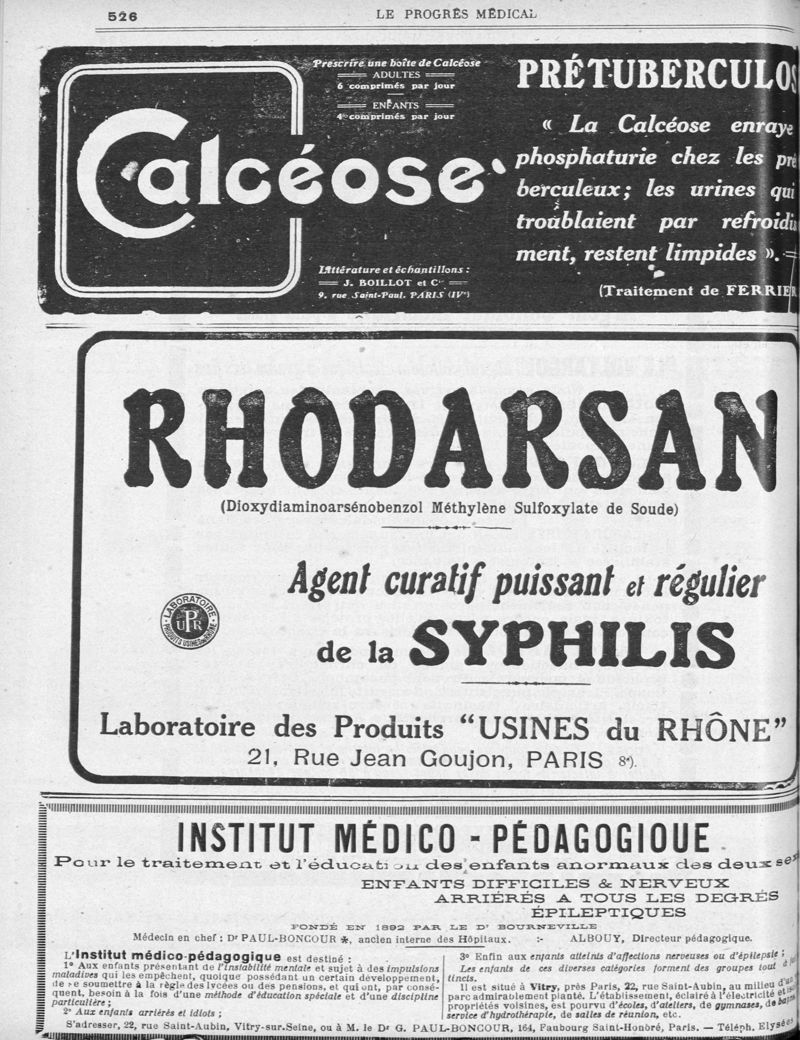 526
LE PROGRÈS MÉDICAL
Calcéose
Prescrire une boîte de Calcéose
ADULTES
6 comprimés par jour
ENFANTS
4 comprimés par jour
Littérature et échantillons :
J. BOILLOT et Cie
9, rue Saint-Paul. PARIS (IVe)
PRÉTUBERCULOS
« La Calcéose enraye
phosphaturie chez les pré
berculeux; les urines qui
troublaient par refroidis
ment, restent limpides ».
(Traitement de FERRIER
RHODARSAN
(Dioxydiaminoarsénobenzol Méthylène Sulfoxylate de Soude)
Agent curatif puissant et régulier
de la SYPHILIS
LABORATOIRE
UPR
PRODUITS USINES du RHÔNE
Laboratoire des Produits "USINES du RHÔNE"
21, Rue Jean Goujon, PARIS 8e).
INSTITUT MÉDICO - PÉDAGOGIQUE
Pour le traitement et l'éducation des enfants anormaux des deux sex
ENFANTS DIFFICILES & NERVEUX
ARRIÉRÉS A TOUS LES DEGRÉS
ÉPILEPTIQUES
FONDÉ EN 1892 PAR LE Dr BOURNEVILLE
Médecin en chef : Dr PAUL-BONCOUR *, ancien interne des Hôpitaux. :- ALBOUY, Directeur pédagogique.
L'Institut médico-pédagogique est destiné :
1o Aux enfants présentant de l'instabilité mentale et sujet à des impulsions
maladives qui les empêchent, quoique possédant un certain développement,
de se soumettre à la règle des lycées ou des pensions, et qui ont, par consé-
quent, besoin à la fois d'une méthode d'éducation spéciale et d'une discipline
particulière ;
2o Aux enfants arriérés et idiots ;
3o Enfin aux enfants atteints d'affections nerveuses ou d'épilepsie ;
Les enfants de ces diverses catégories forment des groupes tout à fait
tincts.
Il est situé à Vitry, près Paris, 22, rue Saint-Aubin, au milieu d'un
parc admirablement planté. L'établissement, éclairé à l'électricité et
propriétés voisines, est pourvu d'écoles, d'ateliers, de gymnases, de
service d'hydrothérapie, de salles de réunion, etc.
S'adresser, 22, rue Saint-Aubin, Vitry-sur-Seine, ou à M. le Dr G. PAUL-BONCOUR, 164, Faubourg Saint-Honoré, Paris. — Téléph. Elysées